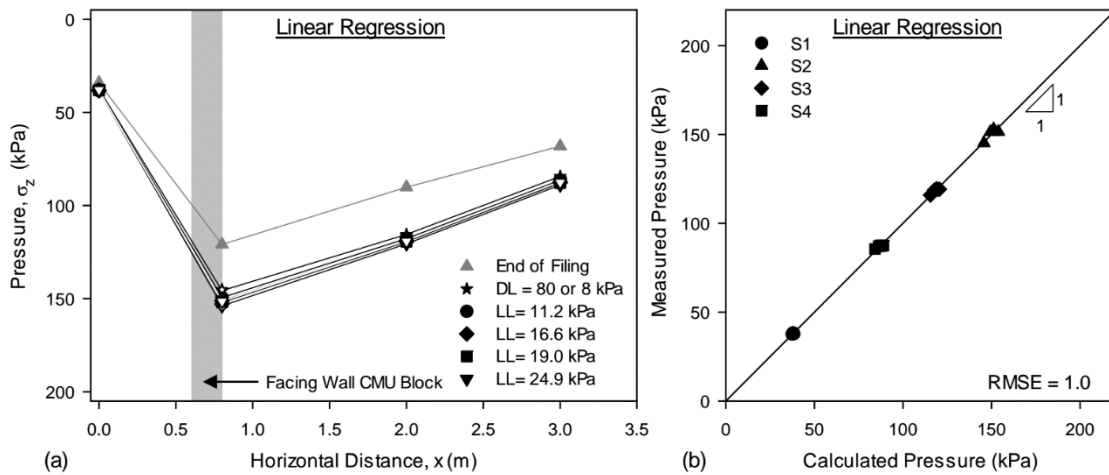 Linear Regression
0
50
100
150
200
Pressure, σz (kPa)
End of Filing
DL = 80 or 8 kPa
LL= 11.2 kPa
LL= 16.6 kPa
LL= 19.0 kPa
LL= 24.9 kPa
Facing Wall CMU Block
0.0 0.5 1.0 1.5 2.0 2.5 3.0 3.5
(a) Horizontal Distance, x (m)
Linear Regression
200
150
100
50
0
Measured Pressure (kPa)
S1
S2
S3
S4
1
1
RMSE = 1.0
0 50 100 150 200
(b) Calculated Pressure (kPa)